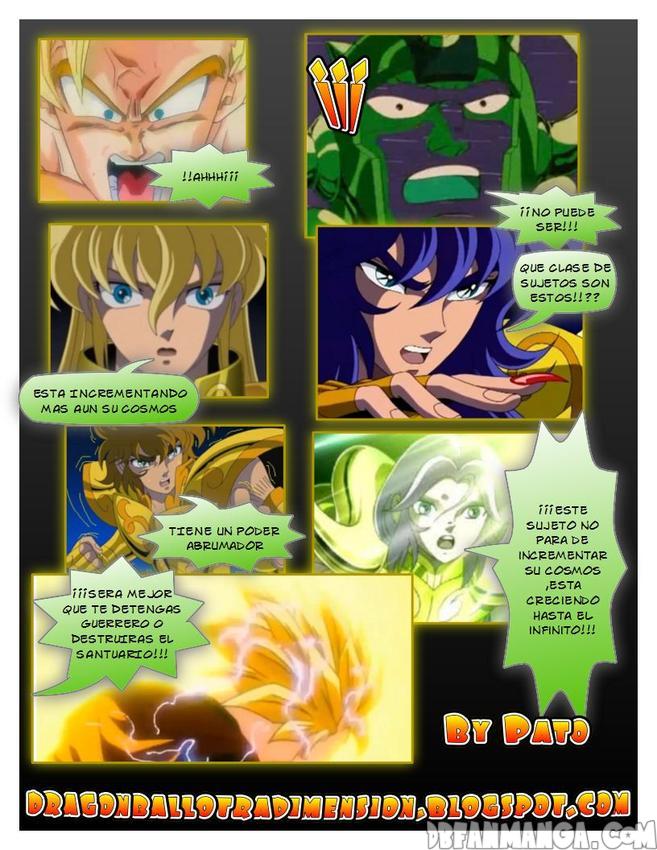 !!AHHH¡¡¡
¡¡¡
¡¡NO PUEDE
SER!!!
QUE CLASE DE
SUJETOS SON
ESTOS!!??
ESTA INCREMENTANDO
MAS AUN SU COSMOS
TIENE UN PODER
ABRUMADOR
¡¡¡ESTE
SUJETO NO
PARA DE
INCREMENTAR
SU COSMOS
,ESTA
CRECIENDO
HASTA EL
INFINITO!!!
¡¡¡SERA MEJOR
QUE TE DETENGAS
GUERRERO O
DESTRUIRAS EL
SANTUARIO!!!
BY PATO
DRAGONBALLOTRADIMENSION.BLOGSPOT.COM
DBFANMANGA.COM